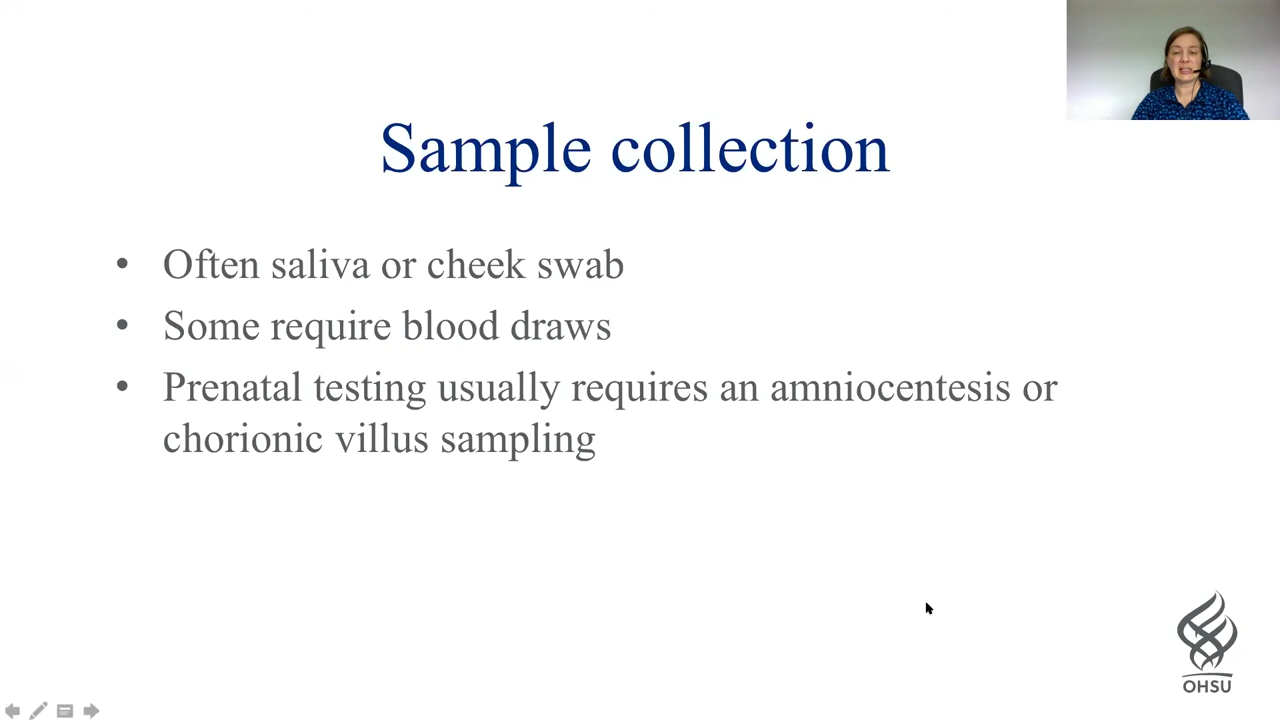 Sample collection
• Often saliva or cheek swab
• Some require blood draws
• Prenatal testing usually requires an amniocentesis or
chorionic villus sampling
OHSU